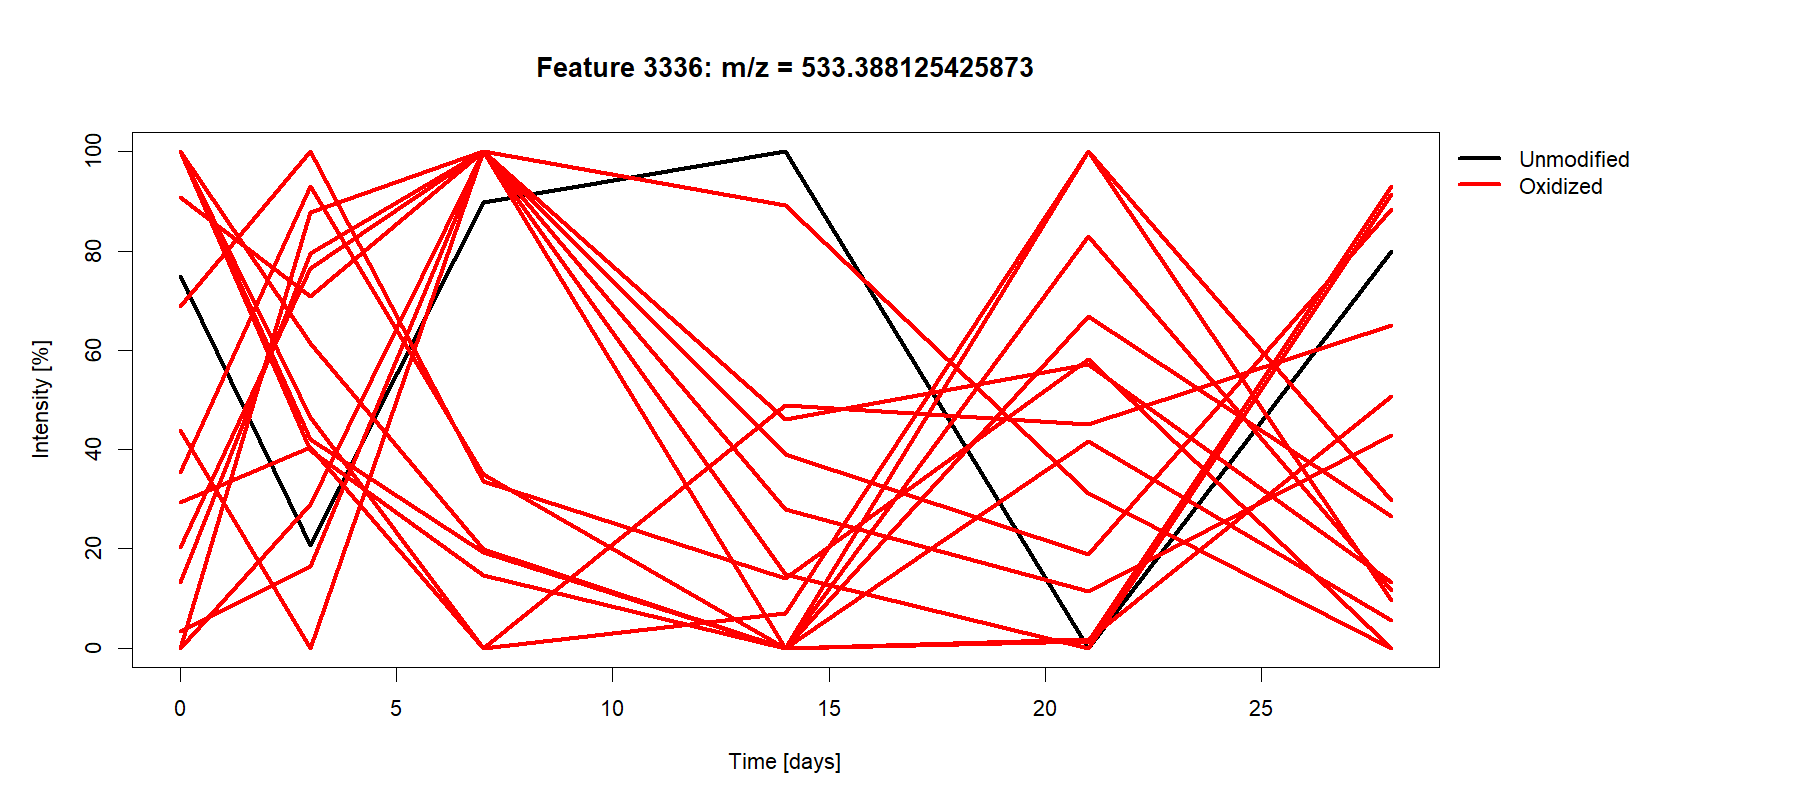 Feature 3336: m/z = 533.388125425873
100
80
60
40
20
0
Intensity [%]
0 5 10 15 20 25
Time [days]
Unmodified
Oxidized